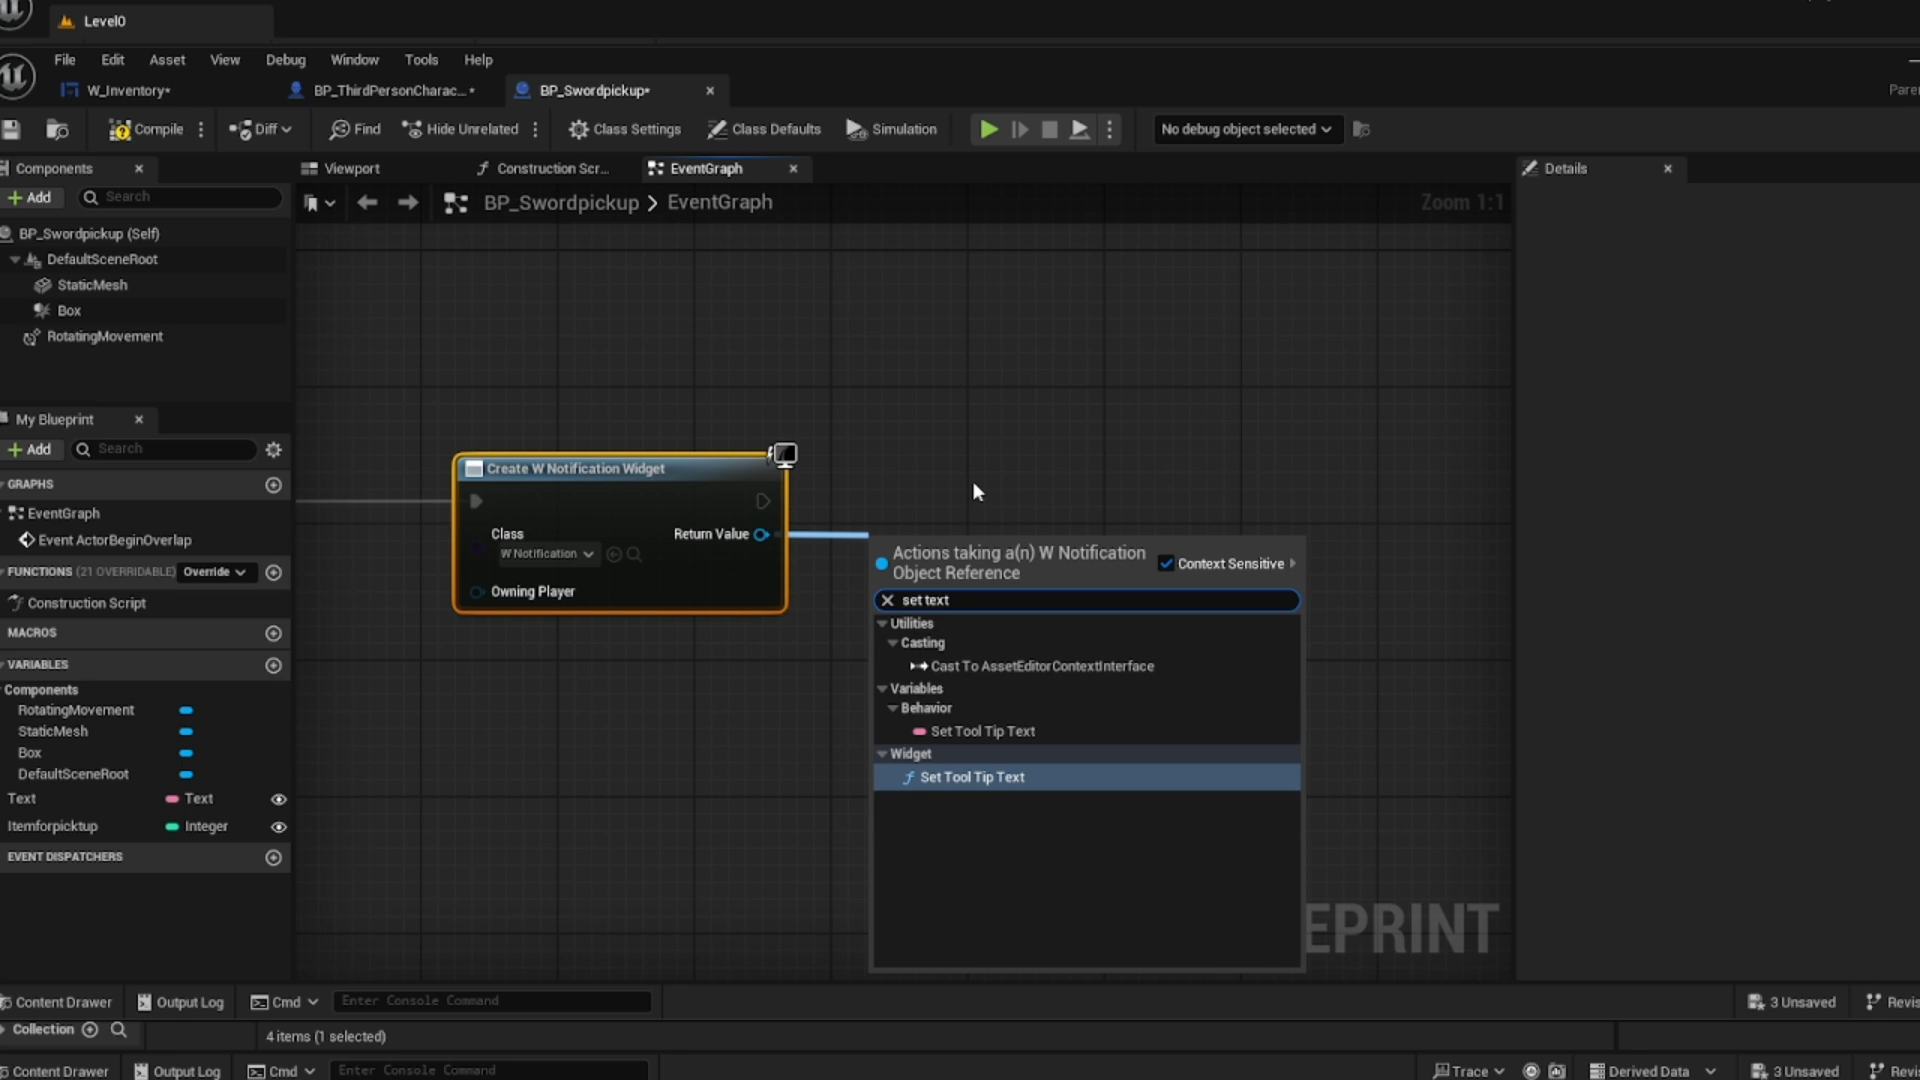 Level0
File Edit Asset View Debug Window Tools Help
W_Inventory* BP_ThirdPersonCharac...* BP_Swordpickup*
Compile Diff Find Hide Unrelated Class Settings Class Defaults Simulation No debug object selected
Components Viewport Construction Scr... EventGraph Details
Add Search BP_Swordpickup > EventGraph Zoom 1:1
BP_Swordpickup (Self)
DefaultSceneRoot
StaticMesh
Box
RotatingMovement
My Blueprint
Add Search
GRAPHS
EventGraph
Event ActorBeginOverlap
FUNCTIONS (21 OVERRIDABLE) Override
Construction Script
MACROS
VARIABLES
Components
RotatingMovement
StaticMesh
Box
DefaultSceneRoot
Text Text
Itemforpicktup Integer
EVENT DISPATCHERS
Create W Notification Widget
Class Return Value
W Notification
Owning Player
Actions taking a(n) W Notification
Object Reference
Context Sensitive
set text
Utilities
Casting
Cast To AssetEditorContextInterface
Variables
Behavior
Set Tool Tip Text
Widget
Set Tool Tip Text
EPRINT
Content Drawer Output Log Cmd Enter Console Command 3 Unsaved Revis
Collection 4 items (1 selected)
Content Drawer Output Log Cmd Enter Console Command Trace Derived Data 3 Unsaved Revis